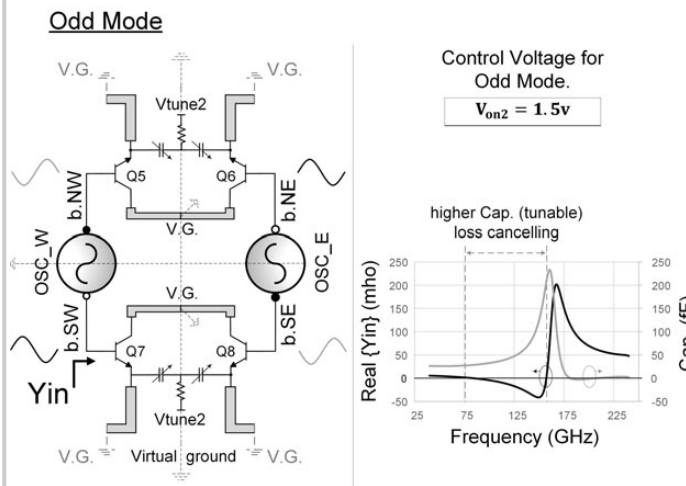 Odd Mode
V.G.
V.G.
Vtune2
Q5
Q6
b.NW
b.NE
V.G.
OSC_W
OSC_E
V.G.
b.SW
b.SE
Q7
Q8
Yin
Vtune2
V.G.
Virtual ground
V.G.
Control Voltage for
Odd Mode.
Von2 = 1.5v
higher Cap. (tunable)
loss cancelling
Real {Yin} (mho)
250
200
150
100
50
0
-50
250
200
150
100
50
0
-50
25
75
125
175
225
Frequency (GHz)